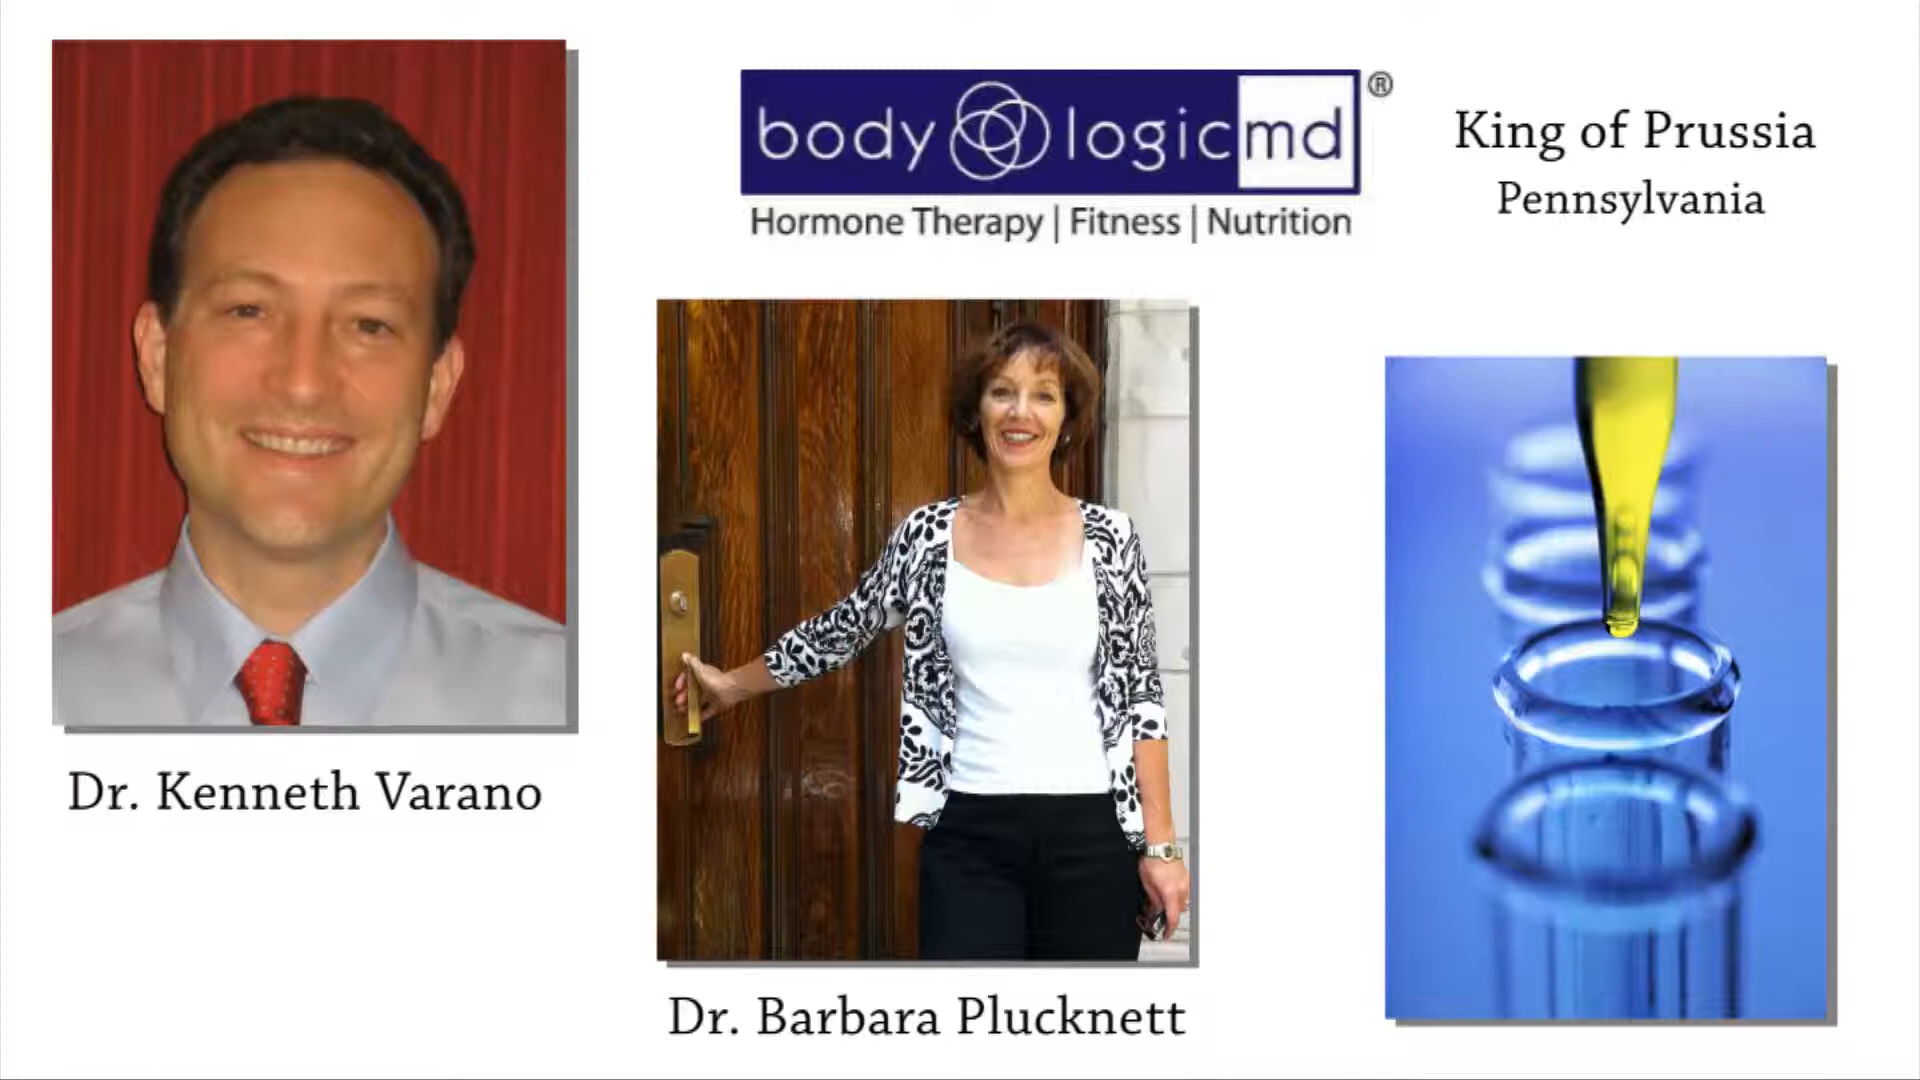 body logicmd ®
Hormone Therapy | Fitness | Nutrition
King of Prussia
Pennsylvania
Dr. Kenneth Varano
Dr. Barbara Plucknett